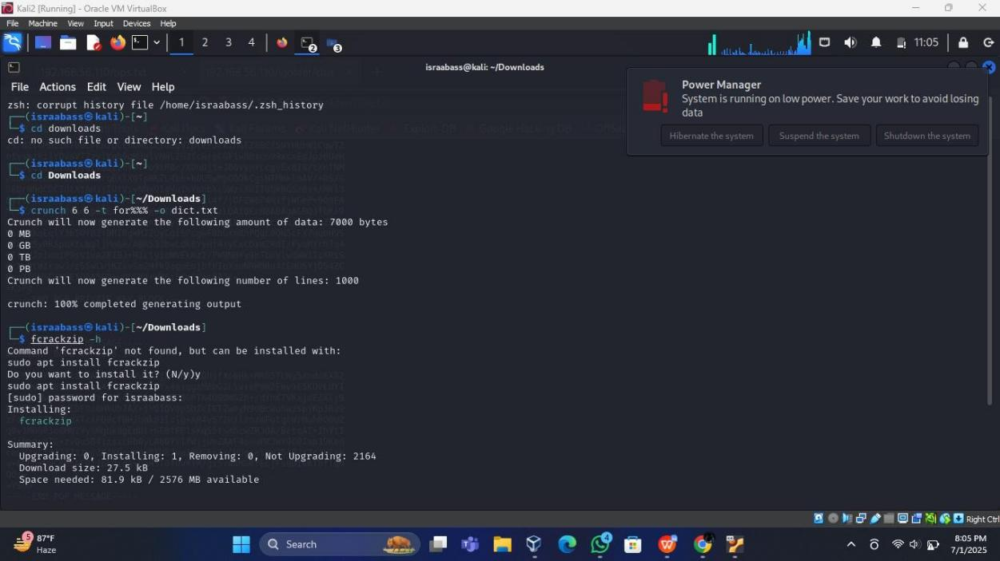 Kali2 [Running] - Oracle VM VirtualBox
File Machine View Input Devices Help
1 2 3 4 2 3 11:05
israabass@kali: ~/Downloads
File Actions Edit View Help
Power Manager
System is running on low power. Save your work to avoid losing
data
Hibernate the system Suspend the system Shutdown the system
zsh: corrupt history file /home/israabass/.zsh_history
┌──(israabass㉿kali)-[~]
└─$ cd downloads
cd: no such file or directory: downloads
┌──(israabass㉿kali)-[~]
└─$ cd Downloads
┌──(israabass㉿kali)-[~/Downloads]
└─$ crunch 6 6 -t for%%% -o dict.txt
Crunch will now generate the following amount of data: 7000 bytes
0 MB
0 GB
0 TB
0 PB
Crunch will now generate the following number of lines: 1000
crunch: 100% completed generating output
┌──(israabass㉿kali)-[~/Downloads]
└─$ fcrackzip -h
Command 'fcrackzip' not found, but can be installed with:
sudo apt install fcrackzip
Do you want to install it? (N/y)y
sudo apt install fcrackzip
[sudo] password for israabass:
Installing:
fcrackzip
Summary:
Upgrading: 0, Installing: 1, Removing: 0, Not Upgrading: 2164
Download size: 27.5 kB
Space needed: 81.9 kB / 2576 MB available
Right Ctrl
5
87°F
Haze
Search
4
8:05 PM
7/1/2025